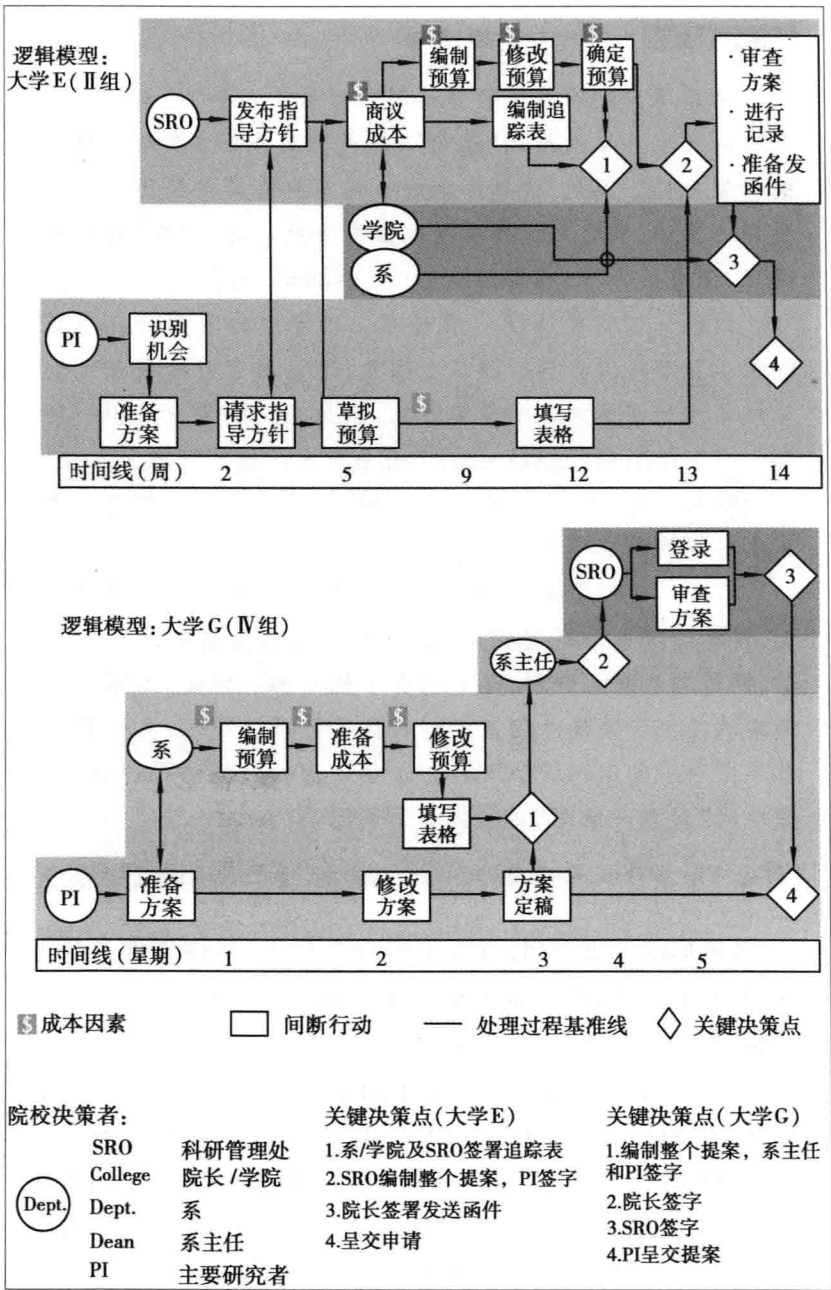 逻辑模型：
大学E(Ⅱ组)
$
$
$
$
编制
预算
修改
预算
确定
预算
· 审查
方案
· 进行
记录
· 准备发
函件
SRO
发布指
导方针
商议
成本
编制追
踪表
1
2
学院
系
3
PI
识别
机会
4
准备
方案
请求指
导方针
草拟
预算
$
填写
表格
时间线(周) 2 5 9 12 13 14
逻辑模型：大学G(Ⅳ组)
SRO
登录
审查
方案
3
系主任
2
$
$
$
系
编制
预算
准备
成本
修改
预算
填写
表格
1
PI
准备
方案
修改
方案
方案
定稿
4
时间线(星期) 1 2 3 4 5
$成本因素 间断行动 处理过程基准线 关键决策点
院校决策者：
SRO 科研管理处
College 院长/学院
Dept.
Dept. 系
Dean 系主任
PI 主要研究者
关键决策点(大学E)
1.系/学院及SRO签署追踪表
2.SRO编制整个提案，PI签字
3.院长签署发送函件
4.呈交申请
关键决策点(大学G)
1.编制整个提案，系主任
和PI签字
2.院长签字
3.SRO签字
4.PI呈交提案